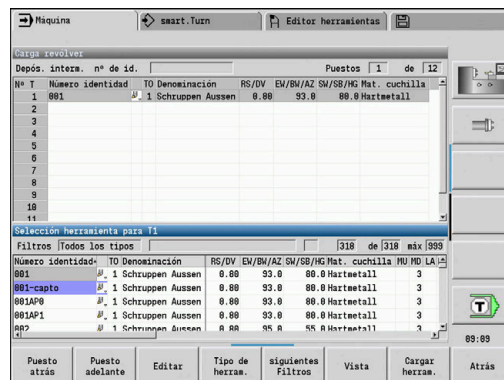 Máquina smart.Turn Editor herramientas
Carga revolver
Depós. interm. nº de id. Puestos 1 de 12
Nº T Número identidad TO Denominación RS/DV EW/BW/AZ SW/SB/HG Mat. cuchilla
1 001 1 Schruppen Aussen 0.80 93.0 80.0 Hartmetall
2
3
4
5
6
7
8
9
10
11
Selección herramienta para T1
Filtros Todos los tipos 318 de 318 máx 999
Número identidad TO Denominación RS/DV EW/BW/AZ SW/SB/HG Mat. cuchilla MU MD LA
001 1 Schruppen Aussen 0.80 93.0 80.0 Hartmetall 3
001-capto 1 Schruppen Aussen 0.80 93.0 80.0 Hartmetall 3
001AP0 1 Schruppen Aussen 0.80 93.0 80.0 Hartmetall 3
001AP1 1 Schruppen Aussen 0.80 93.0 80.0 Hartmetall 3
002 1 Schruppen Aussen 0.80 95.0 55.0 Hartmetall 3
T
09:09
Puesto atrás Puesto adelante Editar Tipo de herram. siguientes Filtros Vista Cargar herram. Atrás